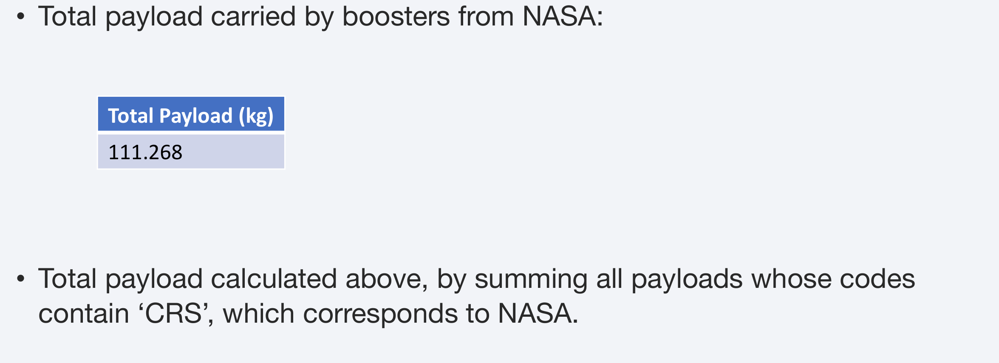 • Total payload carried by boosters from NASA:
Total Payload (kg)
111.268
• Total payload calculated above, by summing all payloads whose codes
contain ‘CRS’, which corresponds to NASA.